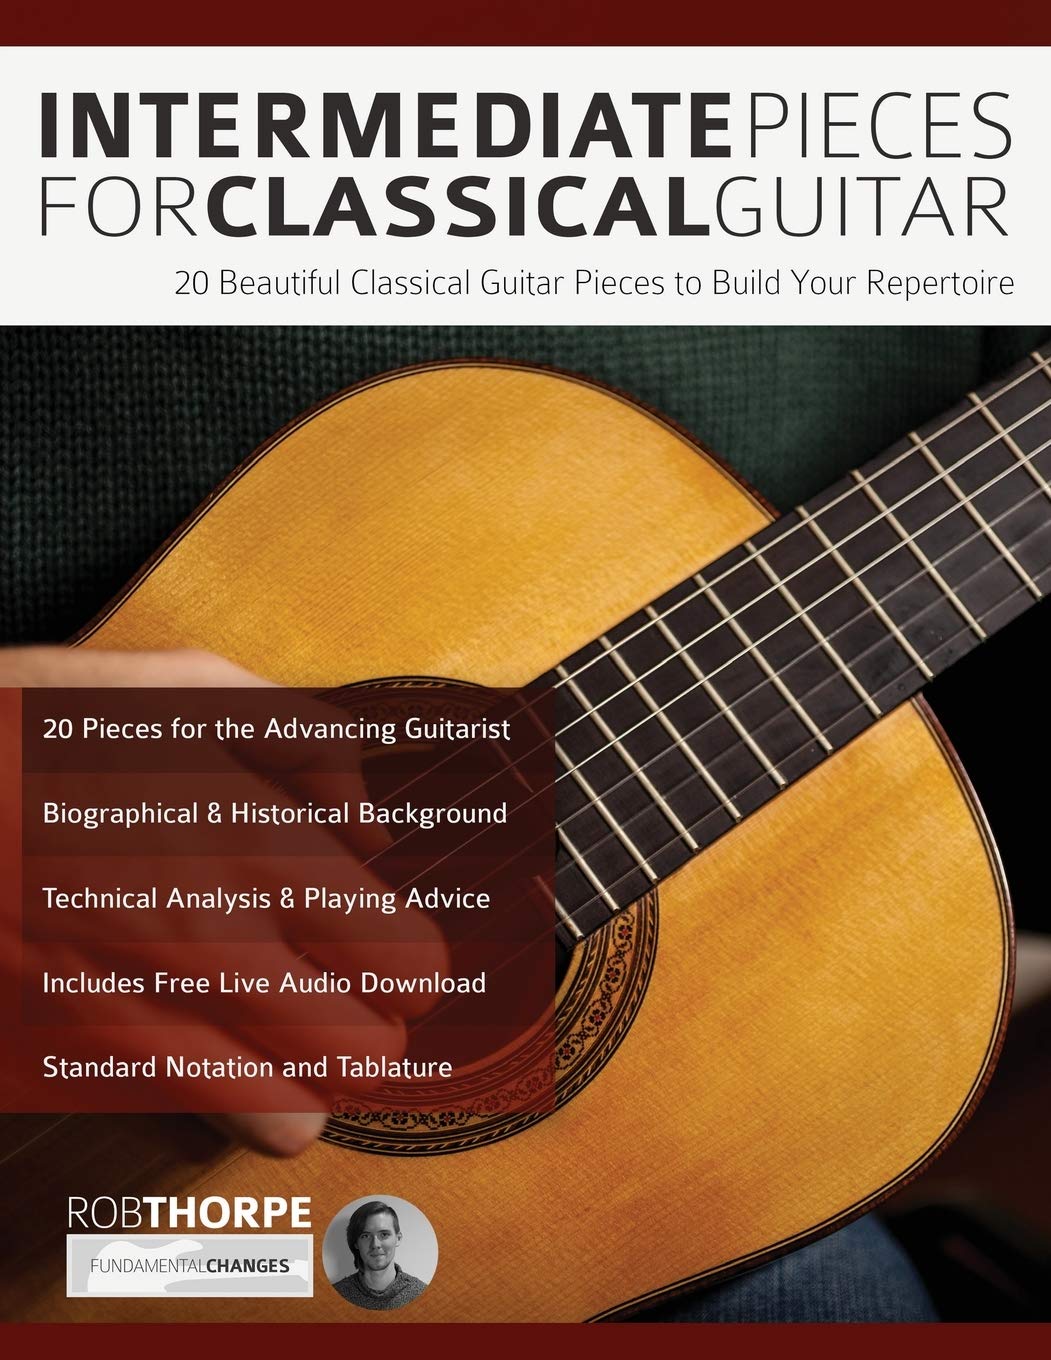 INTERMEDIATEPIECES
FORCLASSICALGUITAR
20 Beautiful Classical Guitar Pieces to Build Your Repertoire
20 Pieces for the Advancing Guitarist
Biographical & Historical Background
Technical Analysis & Playing Advice
Includes Free Live Audio Download
Standard Notation and Tablature
ROBTHORPE
FUNDAMENTALCHANGES